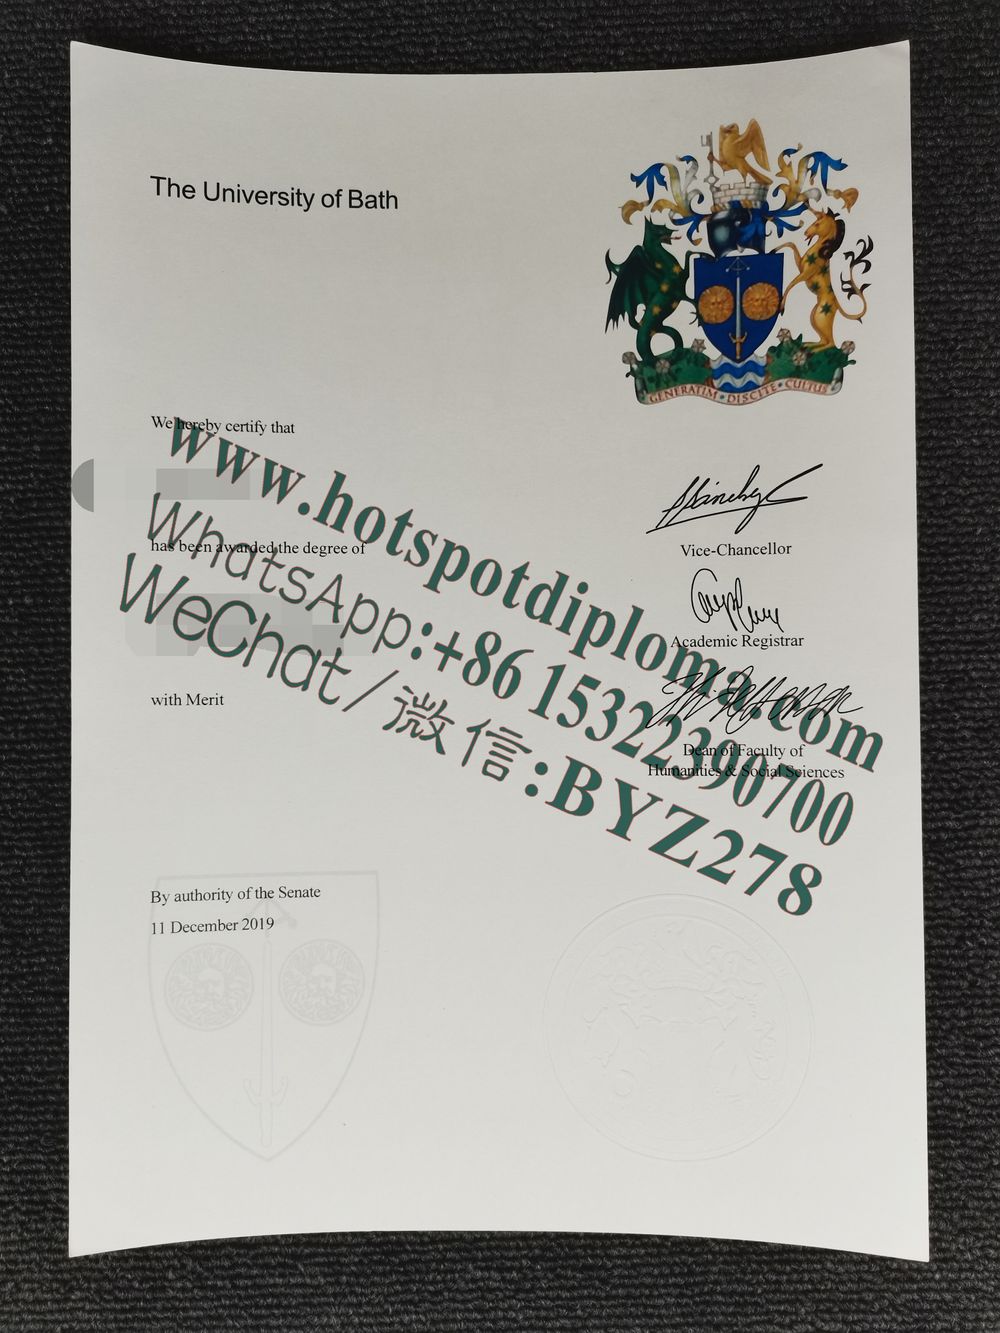 The University of Bath
GENERATIM • DISCITE • CULTUS
We hereby certify that
has been awarded the degree of
with Merit
Vice-Chancellor
Academic Registrar
Dean of Faculty of
Humanities & Social Sciences
By authority of the Senate
11 December 2019
www.hotspotdiploma.com
WhatsApp:+86 15322390700
WeChat/微信:BYZ278